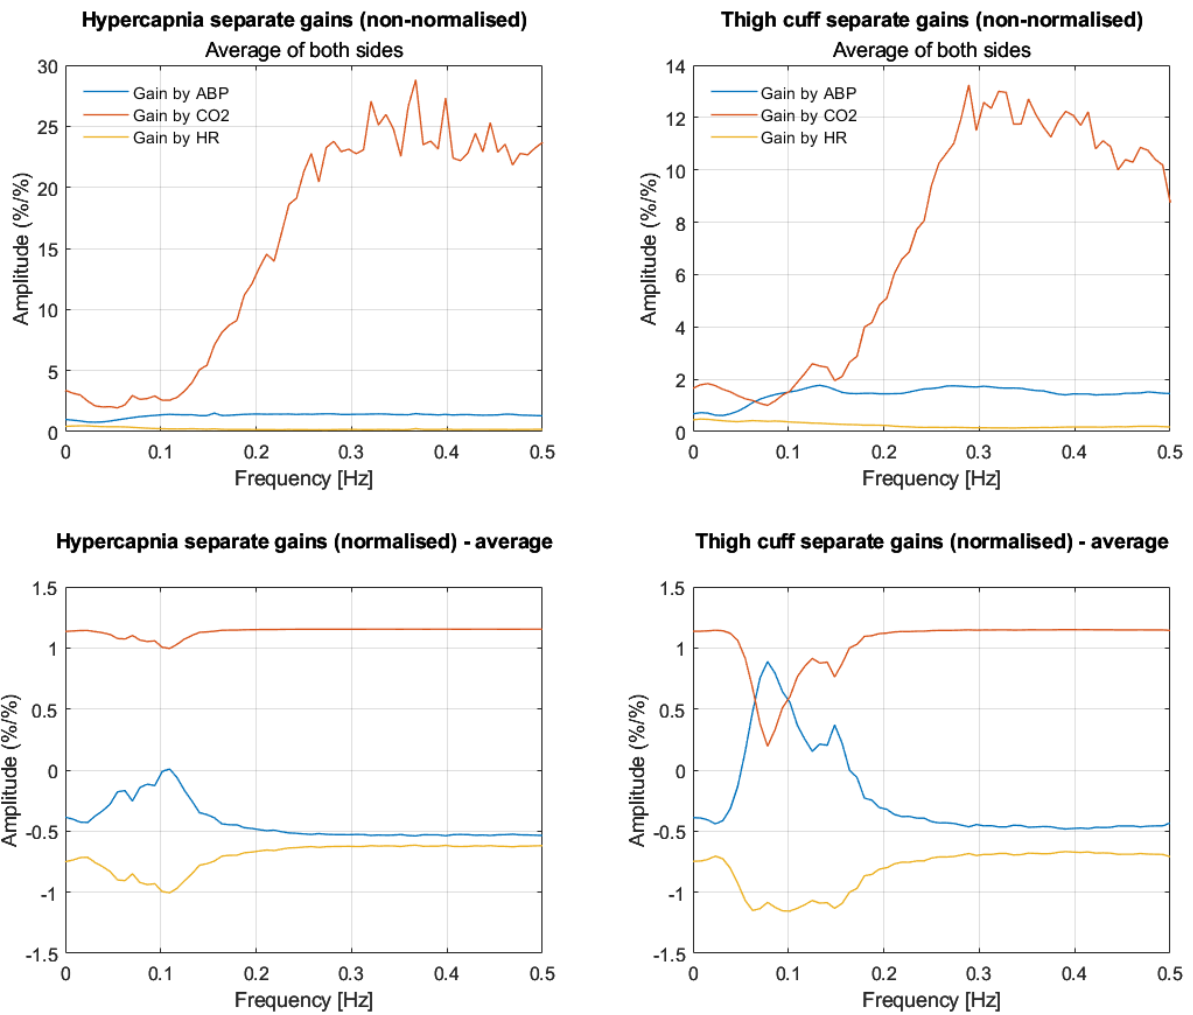 Hypercapnia separate gains (non-normalised)
Average of both sides
30
25
20
15
10
5
0
Amplitude (%/%)
Gain by ABP
Gain by CO2
Gain by HR
0 0.1 0.2 0.3 0.4 0.5
Frequency [Hz]
Thigh cuff separate gains (non-normalised)
Average of both sides
14
12
10
8
6
4
2
0
Amplitude (%/%)
Gain by ABP
Gain by CO2
Gain by HR
0 0.1 0.2 0.3 0.4 0.5
Frequency [Hz]
Hypercapnia separate gains (normalised) - average
1.5
1
0.5
0
-0.5
-1
-1.5
Amplitude (%/%)
0 0.1 0.2 0.3 0.4 0.5
Frequency [Hz]
Thigh cuff separate gains (normalised) - average
1.5
1
0.5
0
-0.5
-1
-1.5
Amplitude (%/%)
0 0.1 0.2 0.3 0.4 0.5
Frequency [Hz]